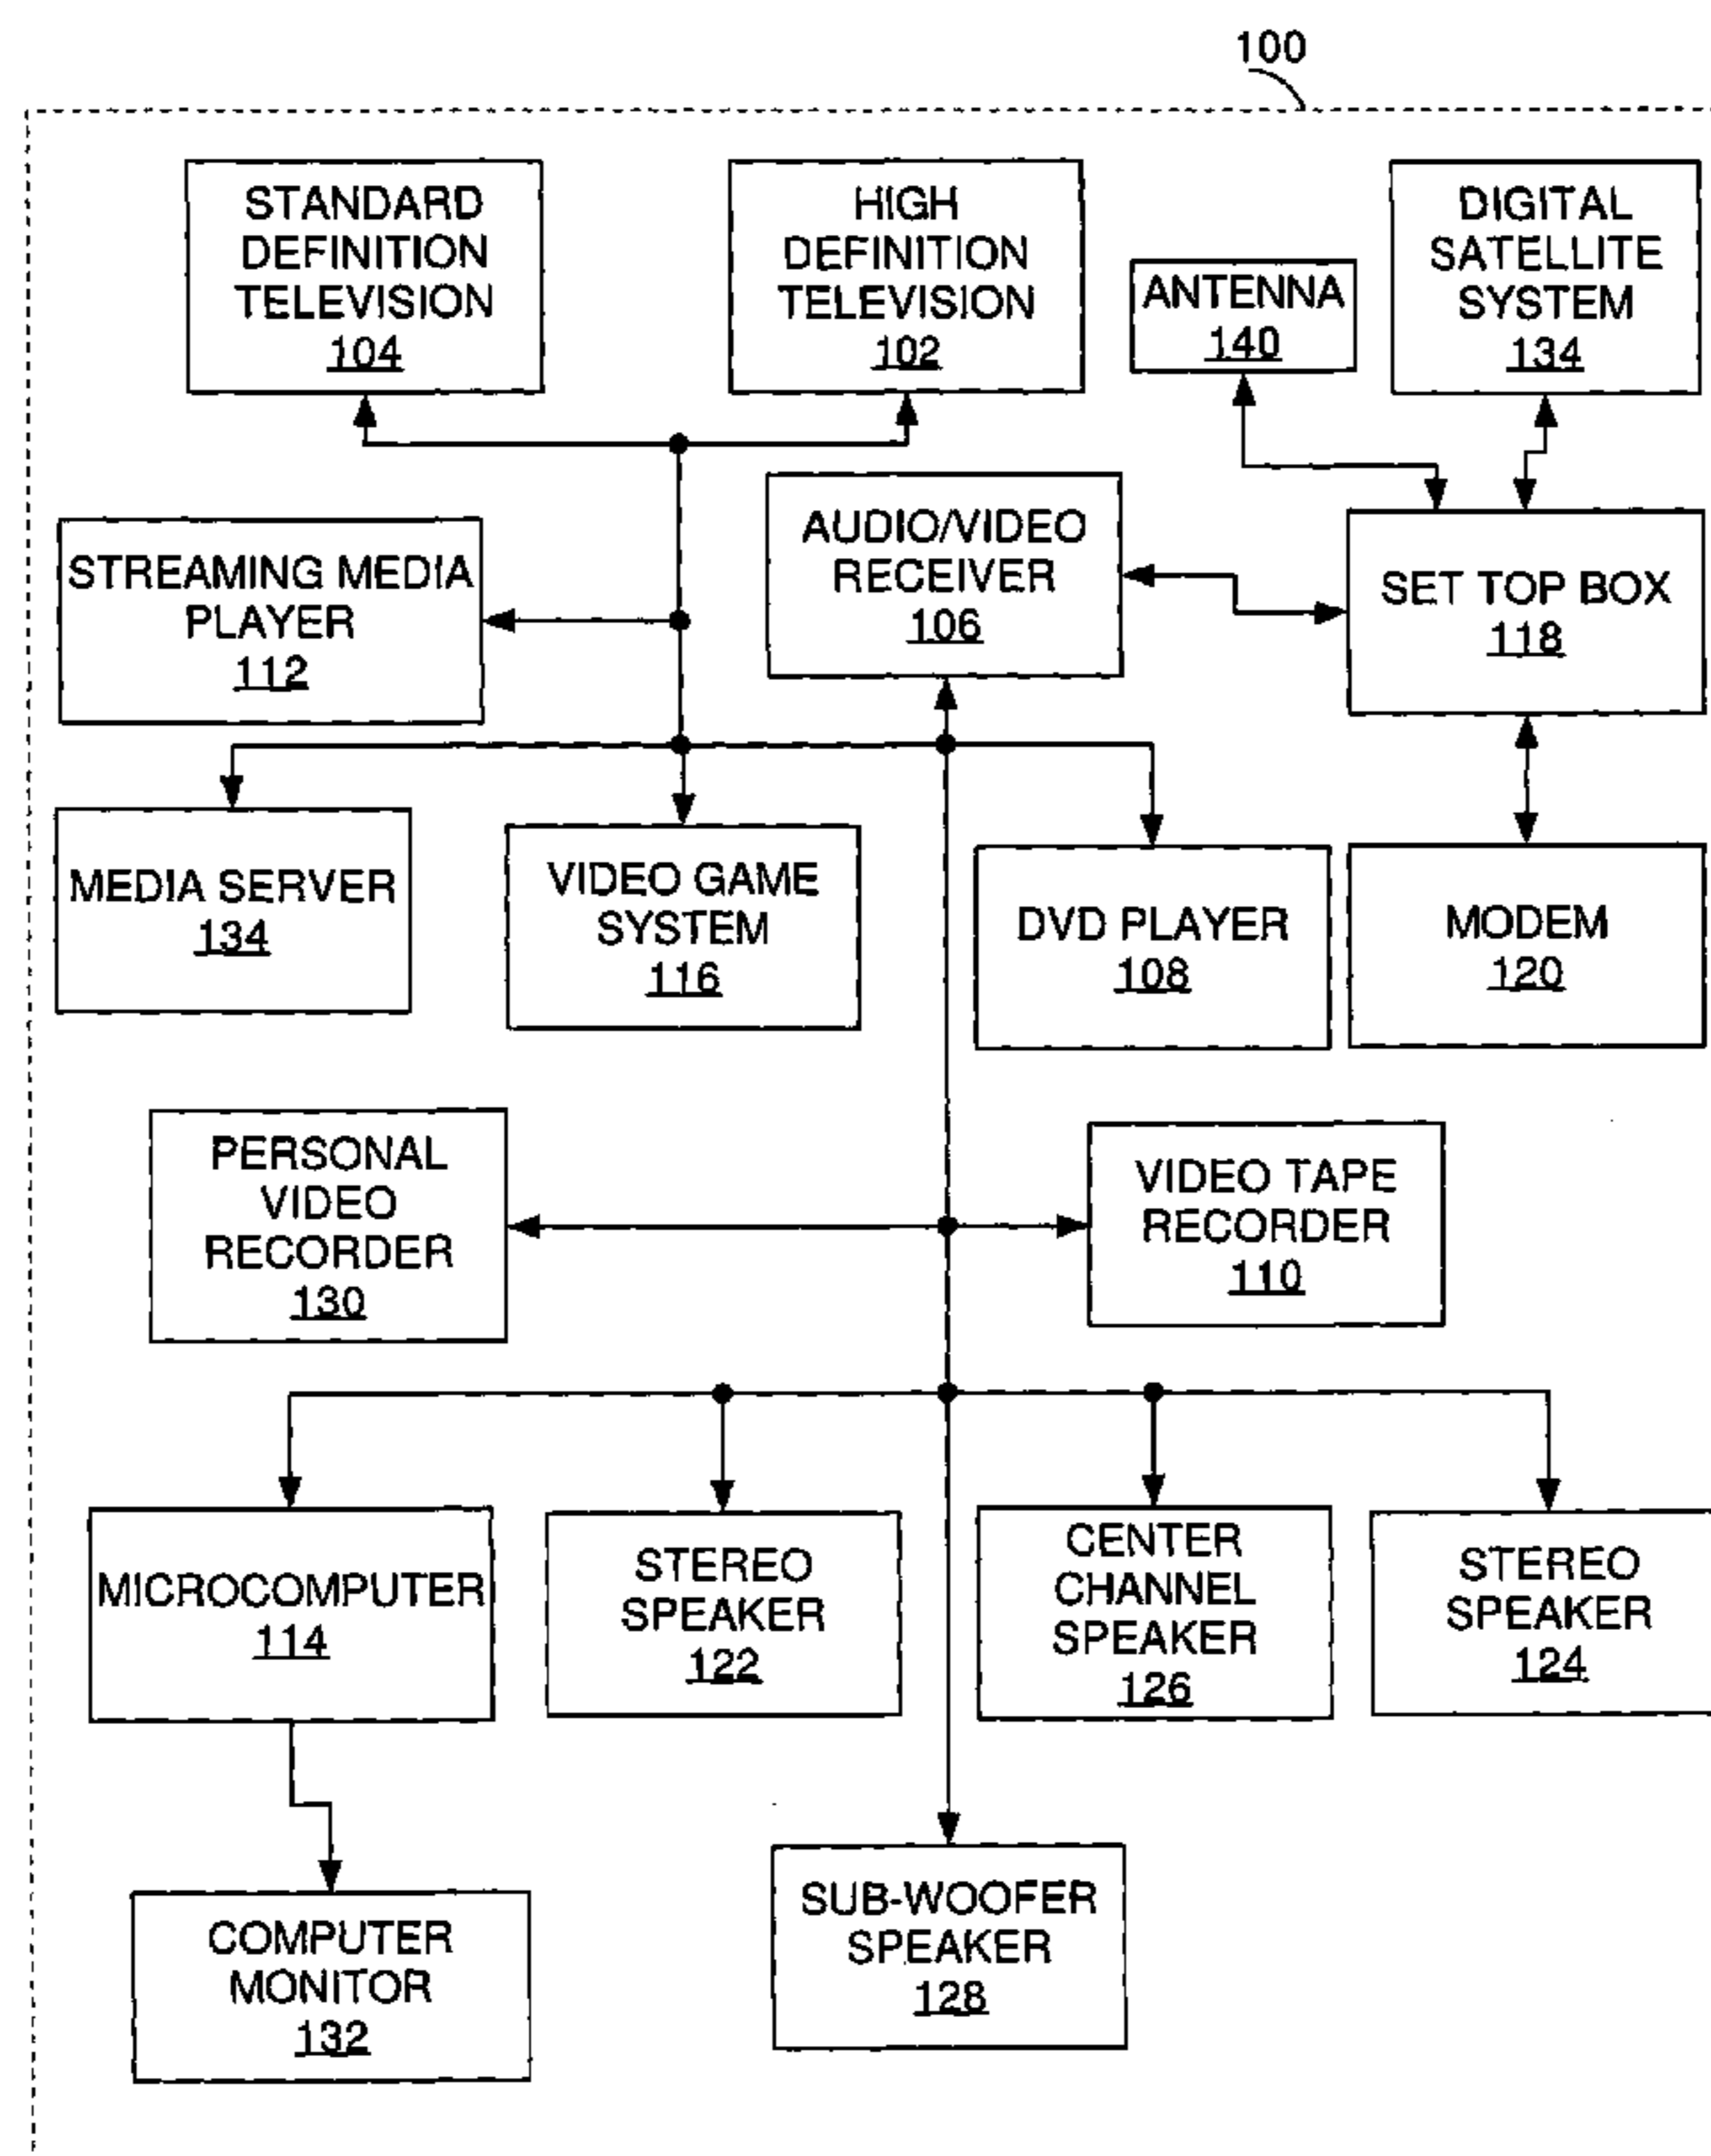 100
STANDARD
DEFINITION
TELEVISION
104
HIGH
DEFINITION
TELEVISION
102
ANTENNA
140
DIGITAL
SATELLITE
SYSTEM
134
STREAMING MEDIA
PLAYER
112
AUDIO/VIDEO
RECEIVER
106
SET TOP BOX
118
MEDIA SERVER
134
VIDEO GAME
SYSTEM
116
DVD PLAYER
108
MODEM
120
PERSONAL
VIDEO
RECORDER
130
VIDEO TAPE
RECORDER
110
MICROCOMPUTER
114
STEREO
SPEAKER
122
CENTER
CHANNEL
SPEAKER
126
STEREO
SPEAKER
124
COMPUTER
MONITOR
132
SUB-WOOFER
SPEAKER
128